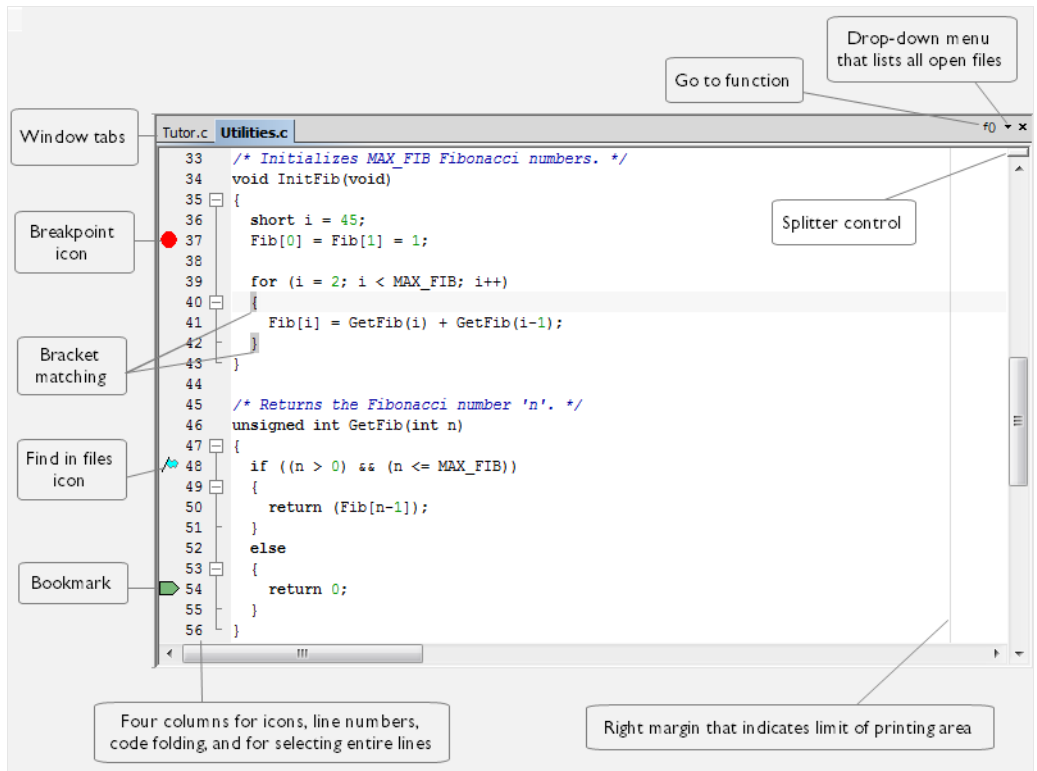 Drop-down menu
that lists all open files
Go to function
Window tabs
Tutor.c Utilities.c f()
33 /* Initializes MAX_FIB Fibonacci numbers. */
34 void InitFib(void)
35 {
36 short i = 45;
Splitter control
Breakpoint
icon
37 Fib[0] = Fib[1] = 1;
38
39 for (i = 2; i < MAX_FIB; i++)
40 {
41 Fib[i] = GetFib(i) + GetFib(i-1);
42 }
Bracket
matching
43 }
44
45 /* Returns the Fibonacci number 'n'. */
46 unsigned int GetFib(int n)
47 {
Find in files
icon
48 if ((n > 0) && (n <= MAX_FIB))
49 {
50 return (Fib[n-1]);
51 }
52 else
53 {
Bookmark
54 return 0;
55 }
56 }
Four columns for icons, line numbers,
code folding, and for selecting entire lines
Right margin that indicates limit of printing area